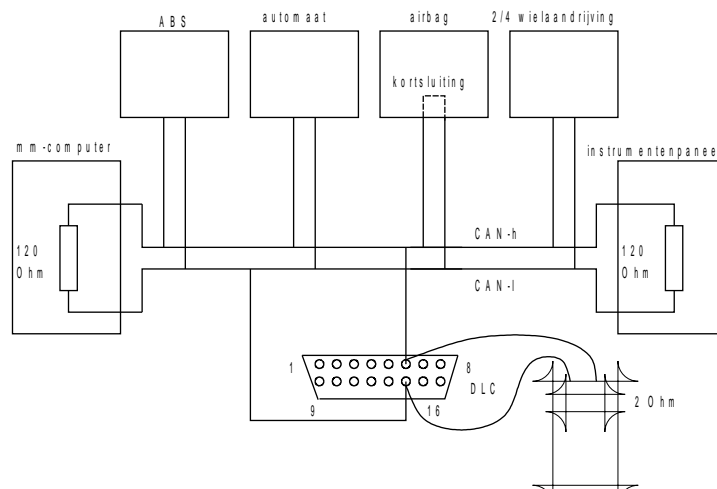 ABS automaat airbag 2/4 wielaandrijving
kortsluiting
mm-computer instrumentenpanee
CAN-h
120 120
Ohm Ohm
CAN-l
1 8
DLC
9 16 2 Ohm